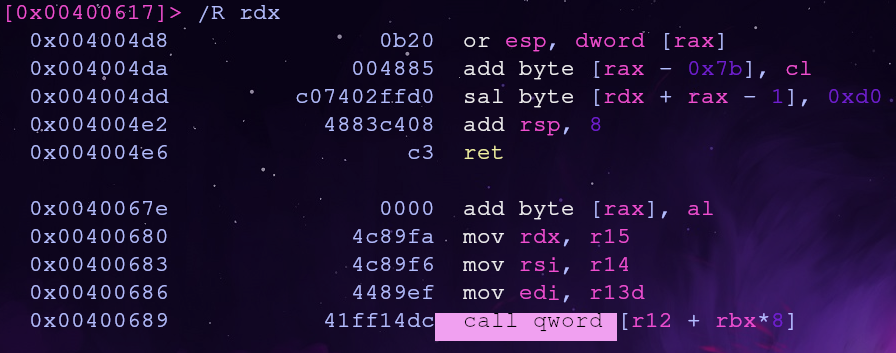 [0x00400617]> /R rdx
0x004004d8 0b20 or esp, dword [rax]
0x004004da 004885 add byte [rax - 0x7b], cl
0x004004dd c07402ffd0 sal byte [rdx + rax - 1], 0xd0
0x004004e2 4883c408 add rsp, 8
0x004004e6 c3 ret
0x0040067e 0000 add byte [rax], al
0x00400680 4c89fa mov rdx, r15
0x00400683 4c89f6 mov rsi, r14
0x00400686 4489ef mov edi, r13d
0x00400689 41ff14dc call qword [r12 + rbx*8]